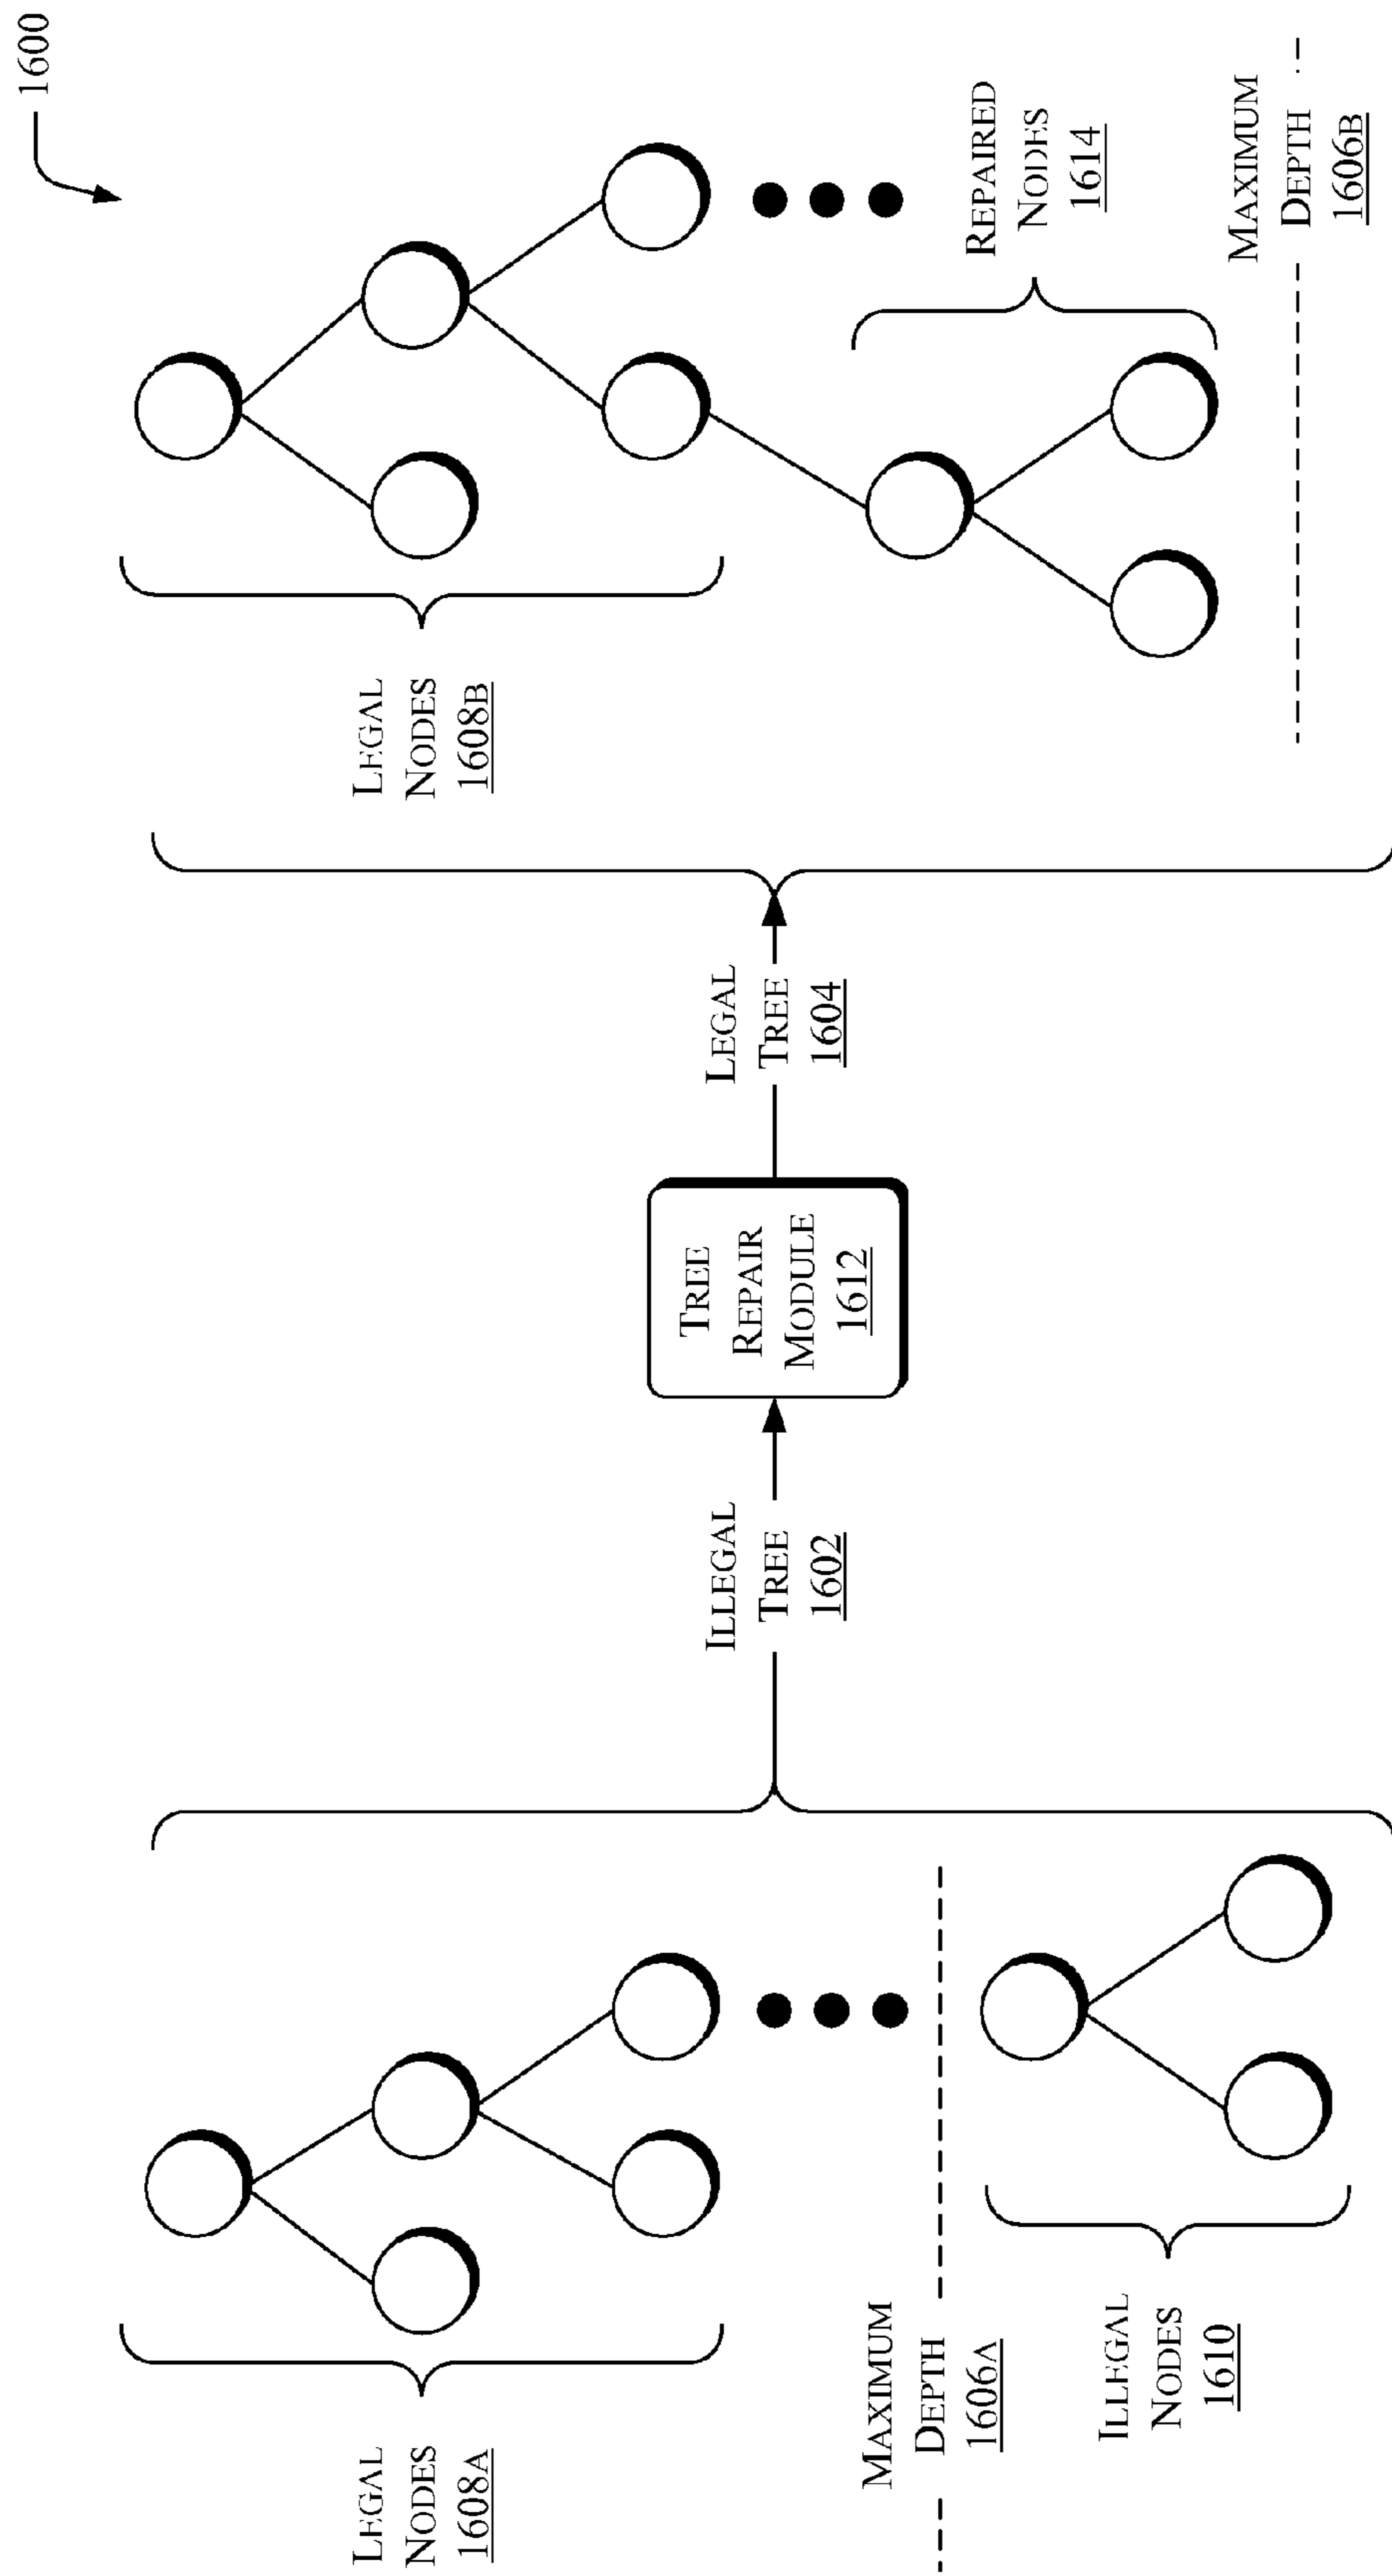 1600
LEGAL
NODES
1608A
MAXIMUM
DEPTH
1606A
ILLEGAL
NODES
1610
ILLEGAL
TREE
1602
TREE
REPAIR
MODULE
1612
LEGAL
TREE
1604
LEGAL
NODES
1608B
REPAIRED
NODES
1614
MAXIMUM
DEPTH
1606B